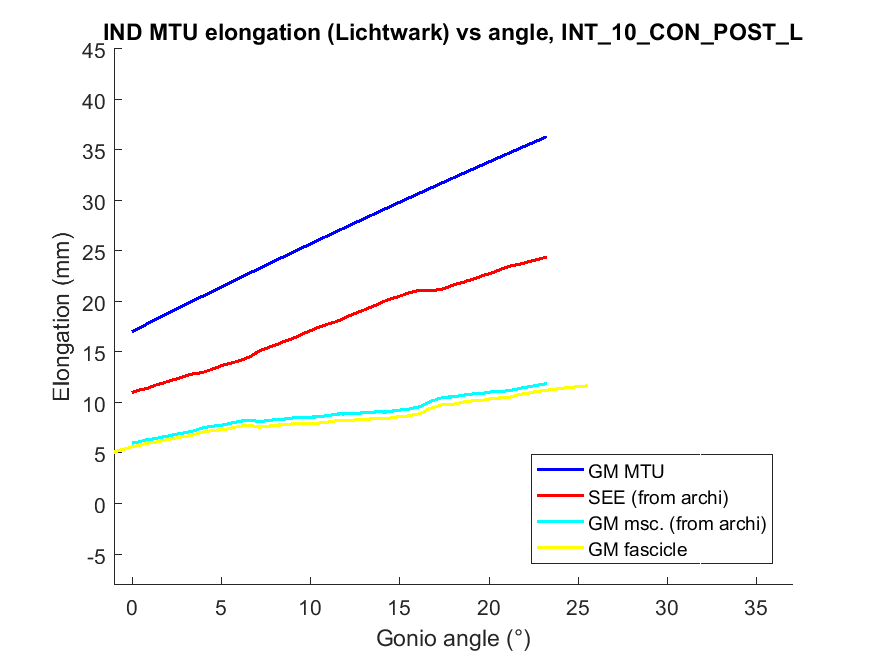 IND MTU elongation (Lichtwark) vs angle, INT_10_CON_POST_L
45
40
35
30
25
20
15
10
5
0
-5
Elongation (mm)
0 5 10 15 20 25 30 35
Gonio angle (°)
GM MTU
SEE (from archi)
GM msc. (from archi)
GM fascicle